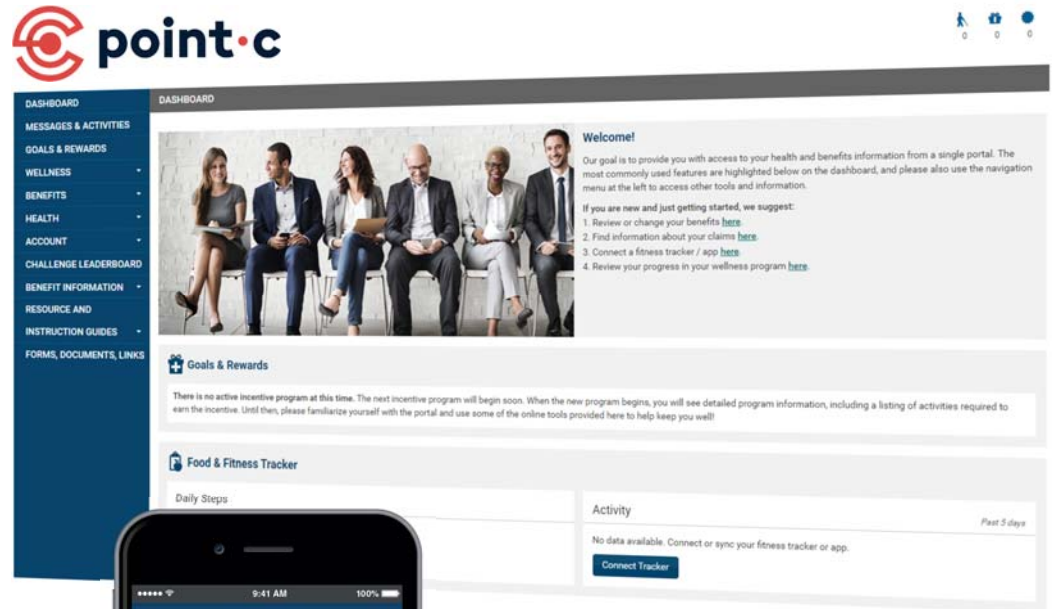 point·c
0 0 0
DASHBOARD
MESSAGES & ACTIVITIES
GOALS & REWARDS
WELLNESS
BENEFITS
HEALTH
ACCOUNT
CHALLENGE LEADERBOARD
BENEFIT INFORMATION
RESOURCE AND
INSTRUCTION GUIDES
FORMS, DOCUMENTS, LINKS
DASHBOARD
Welcome!
Our goal is to provide you with access to your health and benefits information from a single portal. The
most commonly used features are highlighted below on the dashboard, and please also use the navigation
menu at the left to access other tools and information.
If you are new and just getting started, we suggest:
1. Review or change your benefits here.
2. Find information about your claims here.
3. Connect a fitness tracker / app here.
4. Review your progress in your wellness program here.
Goals & Rewards
There is no active incentive program at this time. The next incentive program will begin soon. When the new program begins, you will see detailed program information, including a listing of activities required to
earn the incentive. Until then, please familiarize yourself with the portal and use some of the online tools provided here to help keep you well!
Food & Fitness Tracker
Daily Steps
Activity
Past 5 days
No data available. Connect or sync your fitness tracker or app.
Connect Tracker
9:41 AM 100%